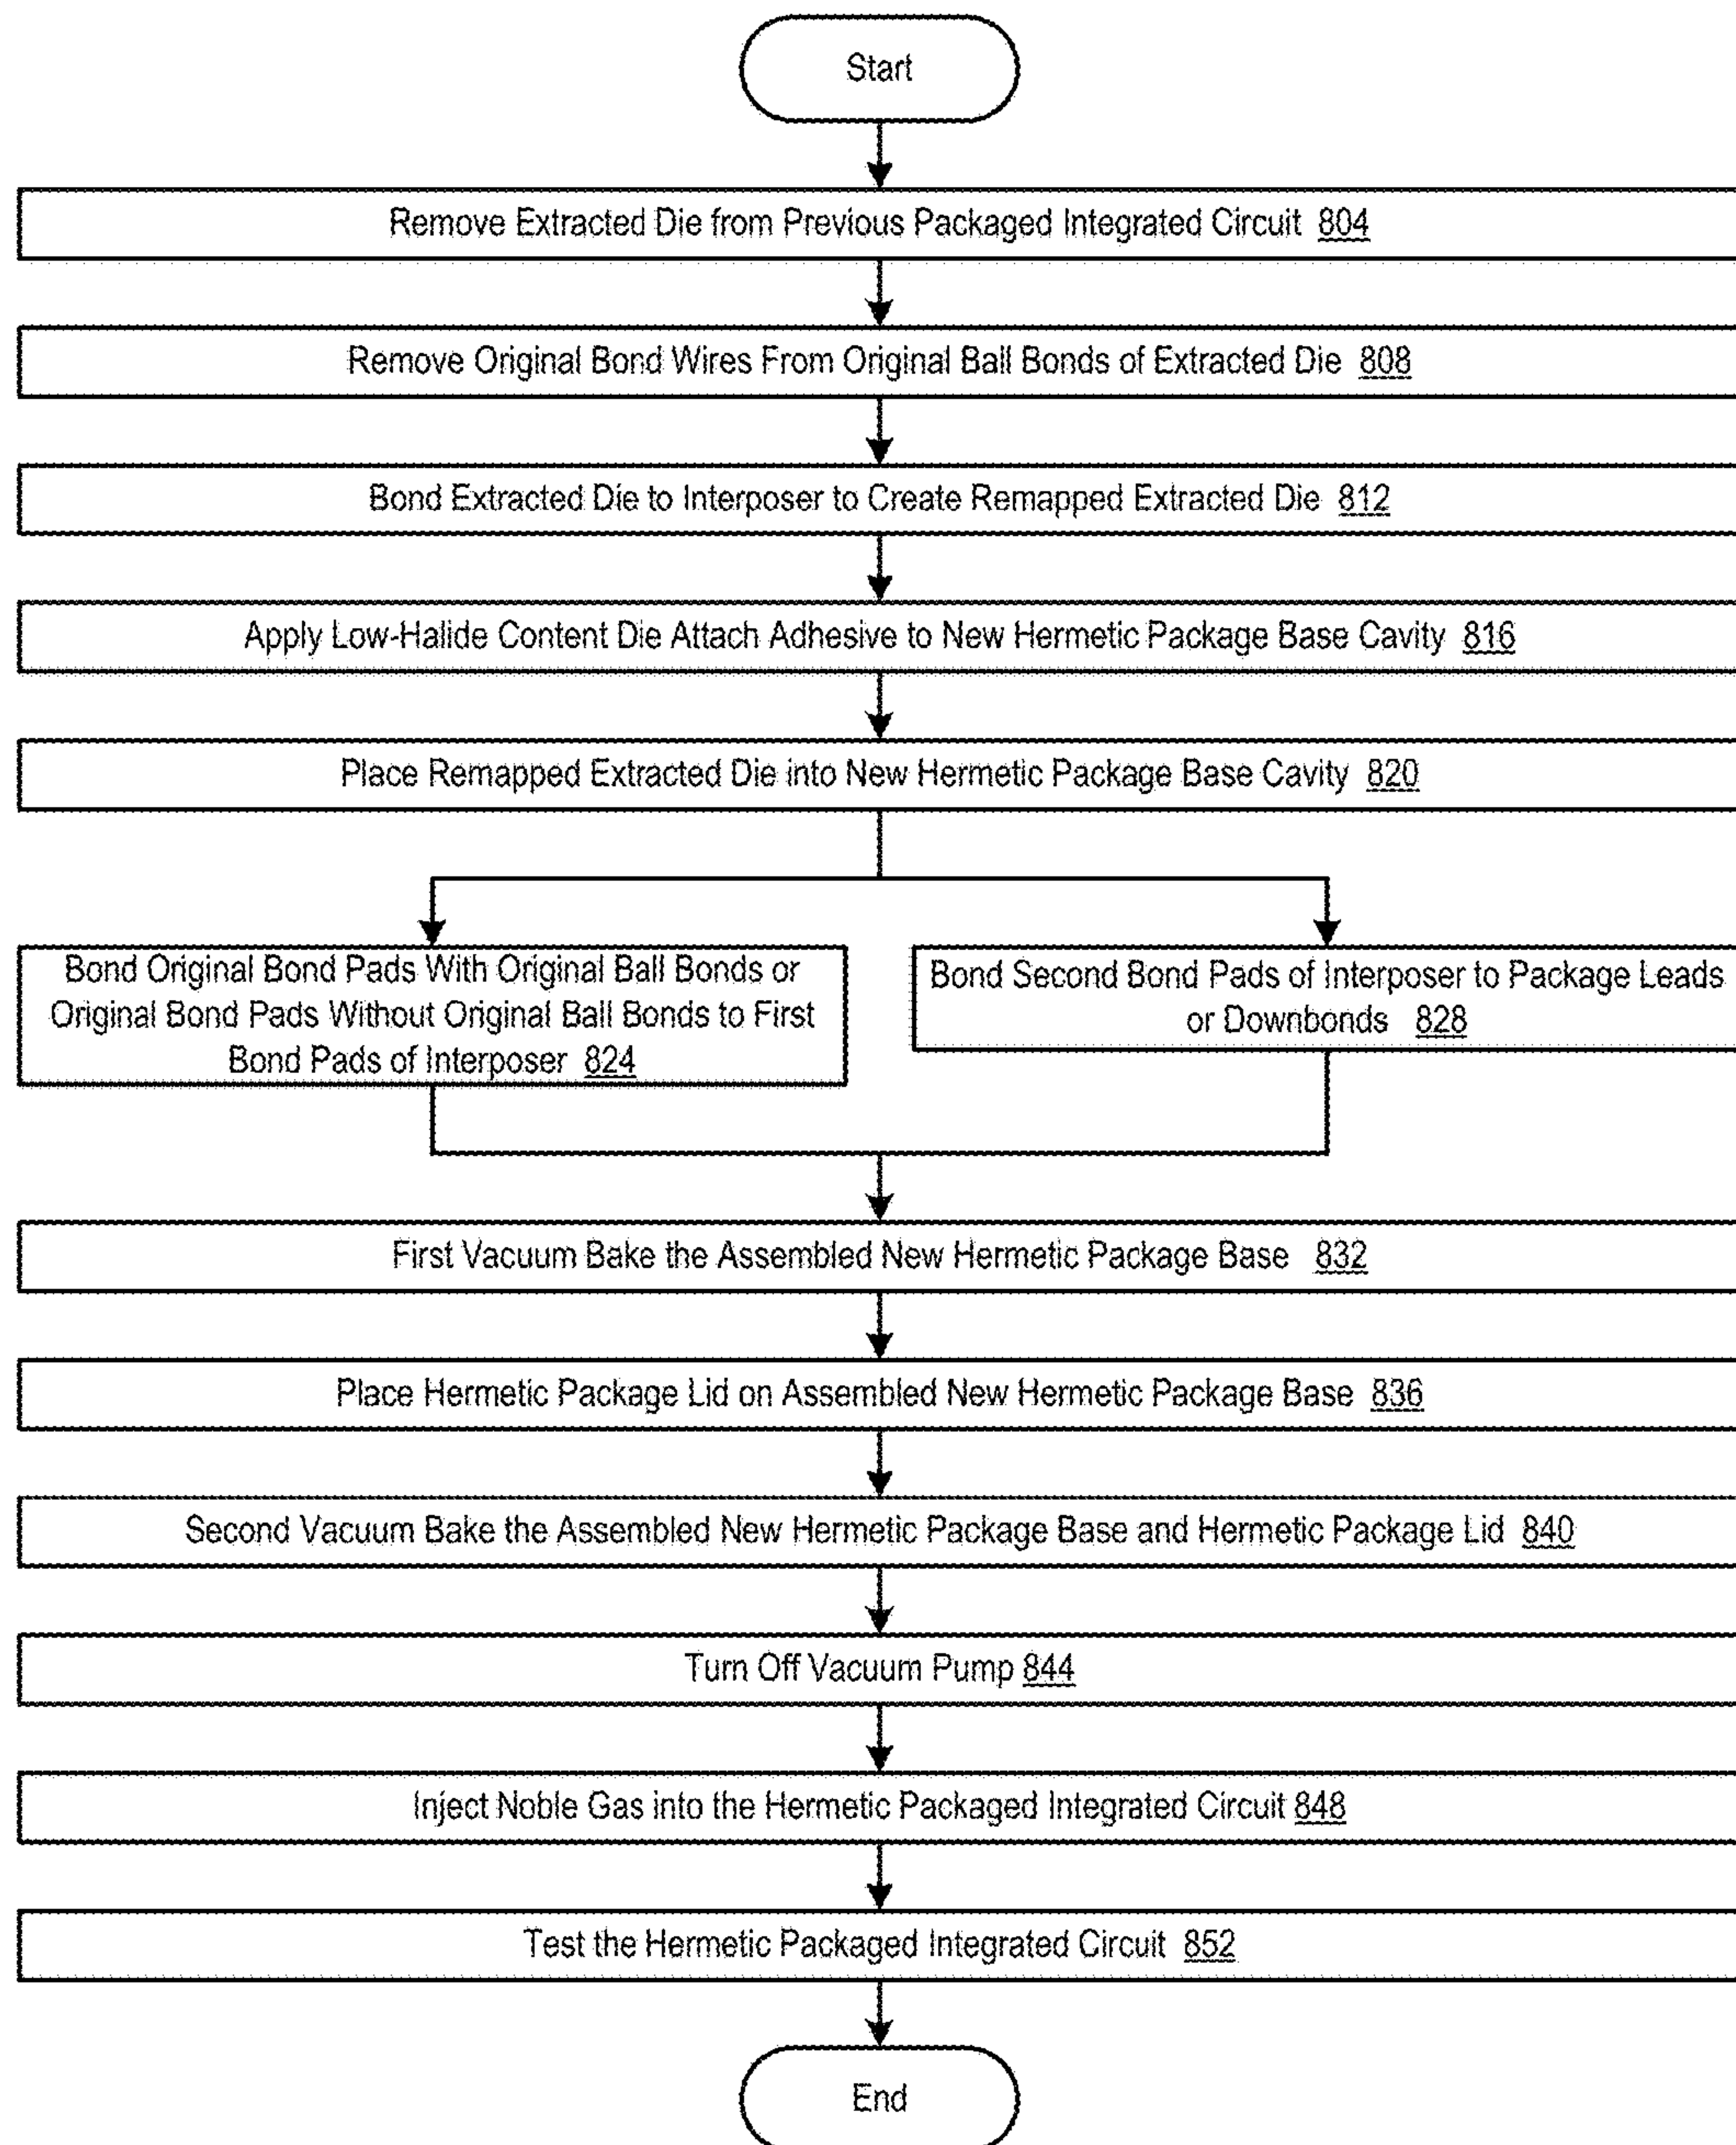 Start
Remove Extracted Die from Previous Packaged Integrated Circuit 804
Remove Original Bond Wires From Original Ball Bonds of Extracted Die 808
Bond Extracted Die to Interposer to Create Remapped Extracted Die 812
Apply Low-Halide Content Die Attach Adhesive to New Hermetic Package Base Cavity 816
Place Remapped Extracted Die into New Hermetic Package Base Cavity 820
Bond Original Bond Pads With Original Ball Bonds or
Original Bond Pads Without Original Ball Bonds to First
Bond Pads of Interposer 824
Bond Second Bond Pads of Interposer to Package Leads
or Downbonds 828
First Vacuum Bake the Assembled New Hermetic Package Base 832
Place Hermetic Package Lid on Assembled New Hermetic Package Base 836
Second Vacuum Bake the Assembled New Hermetic Package Base and Hermetic Package Lid 840
Turn Off Vacuum Pump 844
Inject Noble Gas into the Hermetic Packaged Integrated Circuit 848
Test the Hermetic Packaged Integrated Circuit 852
End